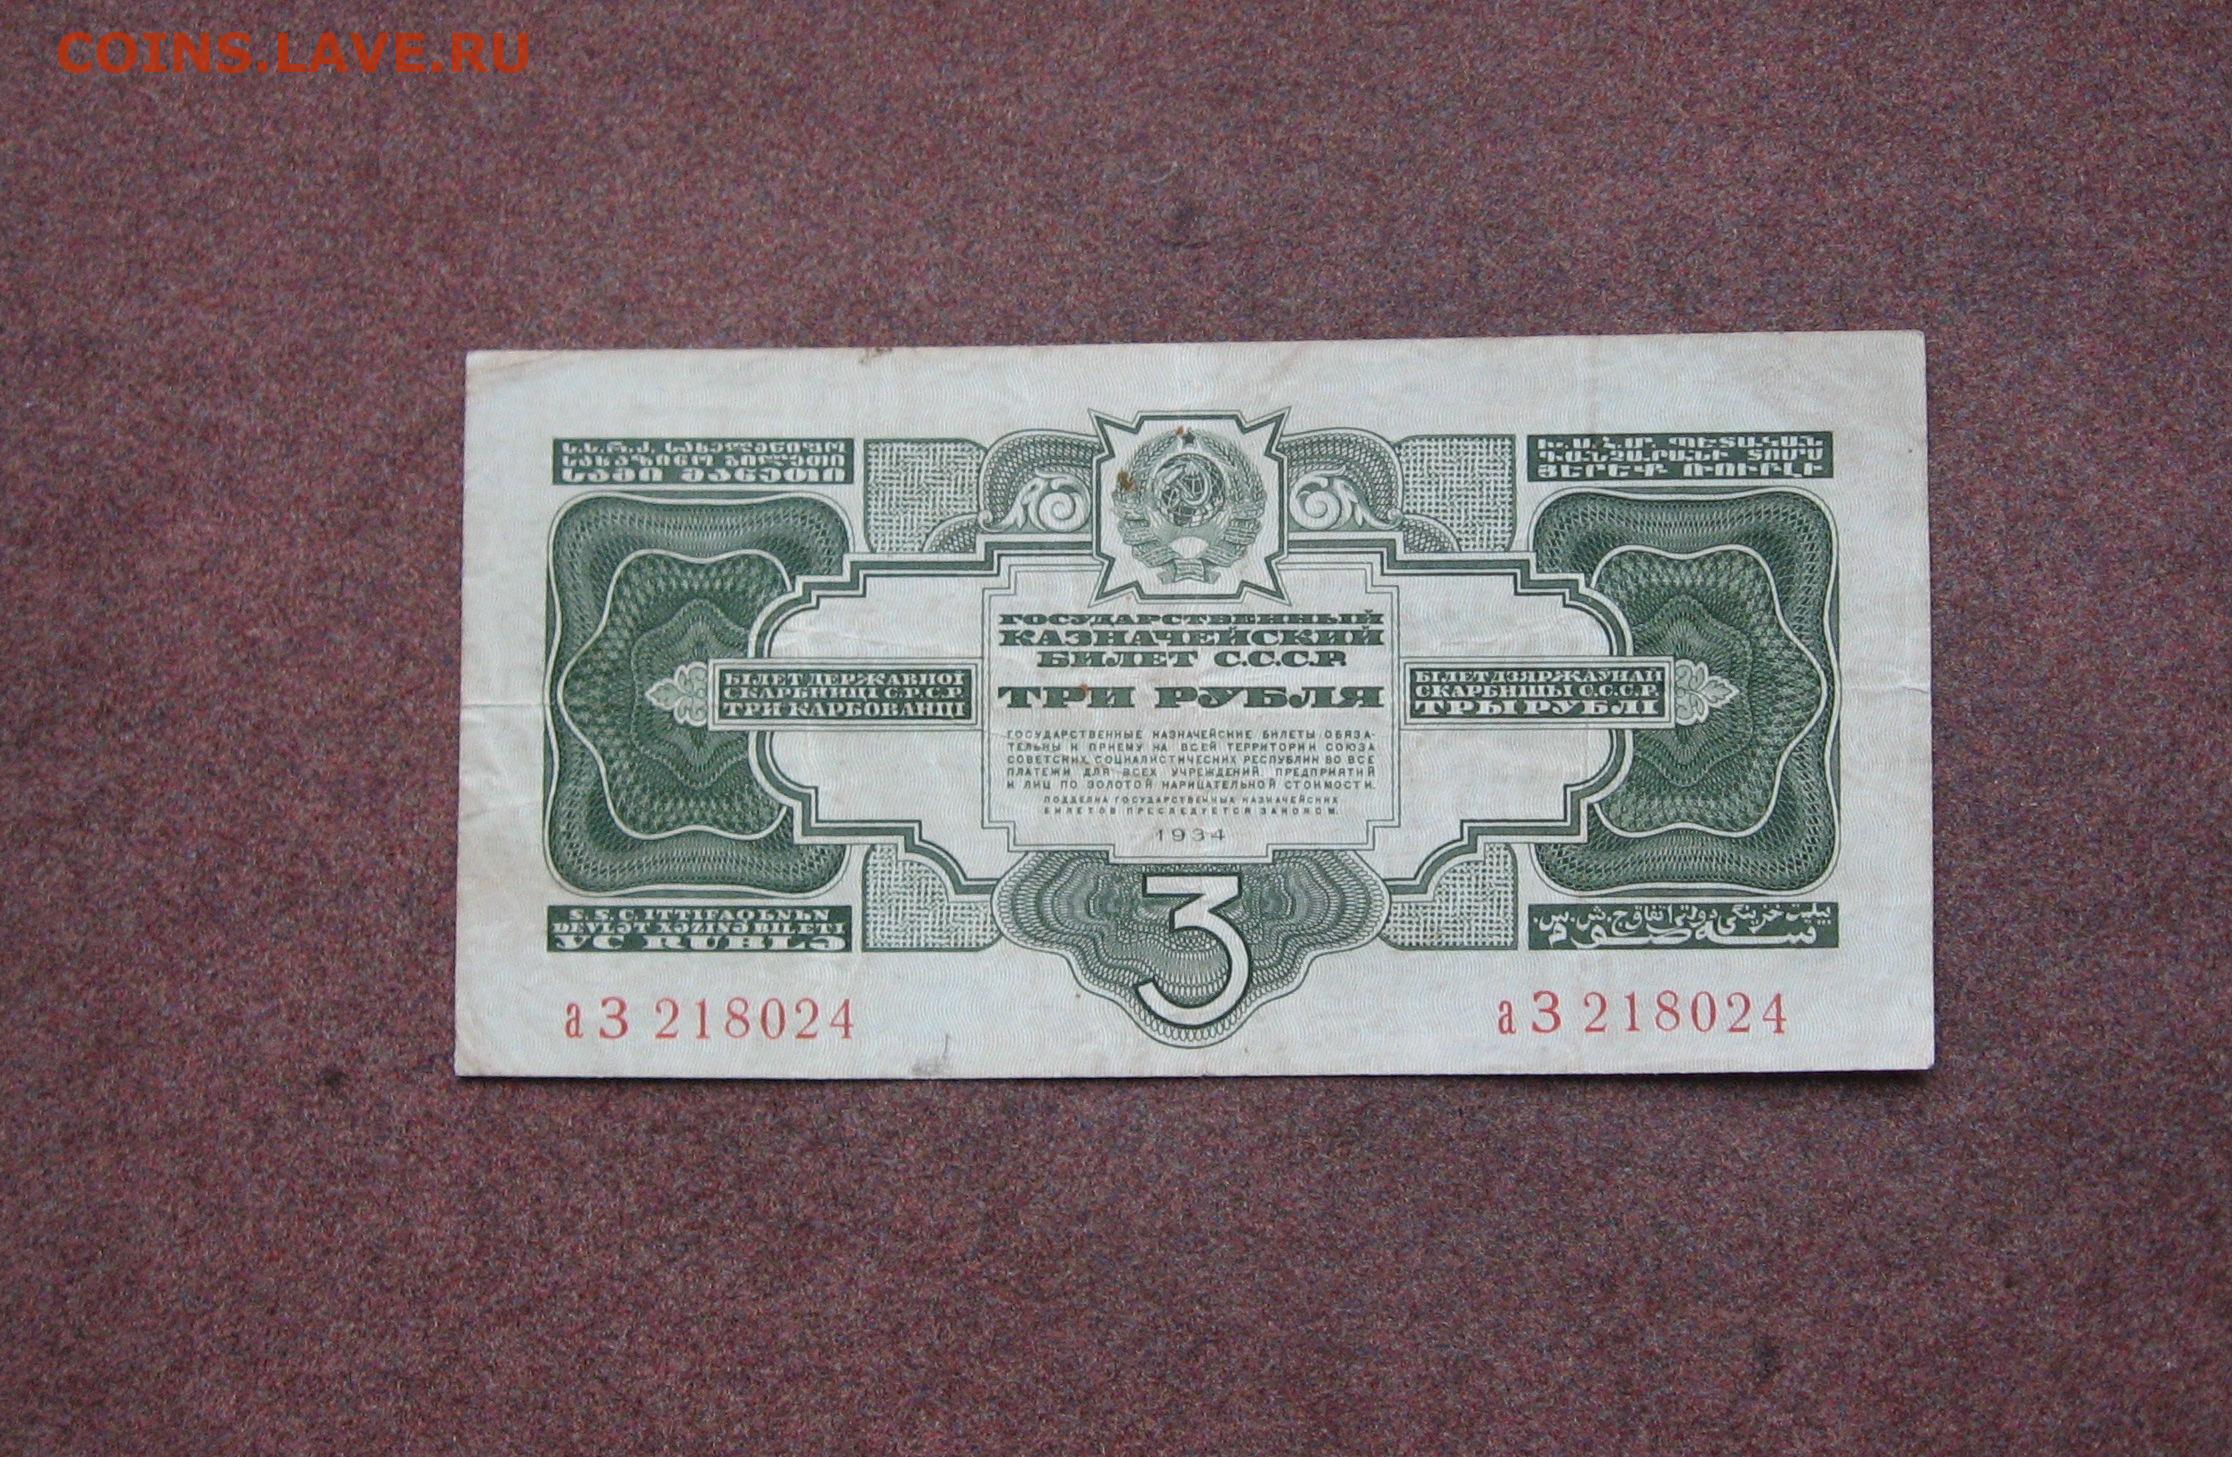 COINS.LAVE.RU
ГОСУДАРСТВЕННЫЙ
КАЗНАЧЕЙСКИЙ
БИЛЕТ С.С.С.Р.
ТРИ РУБЛЯ
БІЛЕТ ДЕРЖАВНОЇ
СКАРБНИЦІ С.Р.С.Р.
ТРИ КАРБОВАНЦІ
БІЛЕТ ДЗЯРЖАУНАЙ
СКАРБНІЦЫ С.С.С.Р.
ТРЫ РУБЛІ
ГОСУДАРСТВЕННЫЕ КАЗНАЧЕЙСКИЕ БИЛЕТЫ ОБЯЗА-
ТЕЛЬНЫ К ПРИЕМУ НА ВСЕЙ ТЕРРИТОРИИ СОЮЗА
СОВЕТСКИХ СОЦИАЛИСТИЧЕСКИХ РЕСПУБЛИК ВО ВСЕ
ПЛАТЕЖИ ДЛЯ ВСЕХ УЧРЕЖДЕНИЙ, ПРЕДПРИЯТИЙ
И ЛИЦ ПО ЗОЛОТОЙ НАРИЦАТЕЛЬНОЙ СТОИМОСТИ.
ПОДДЕЛКА ГОСУДАРСТВЕННЫХ КАЗНАЧЕЙСКИХ
БИЛЕТОВ ПРЕСЛЕДУЕТСЯ ЗАКОНОМ.
1934
3
S.S.C. ITTIFAQЬNЬN
DEVLƏT XƏZINƏ BILETI
YC RUBLƏ
аЗ 218024
аЗ 218024